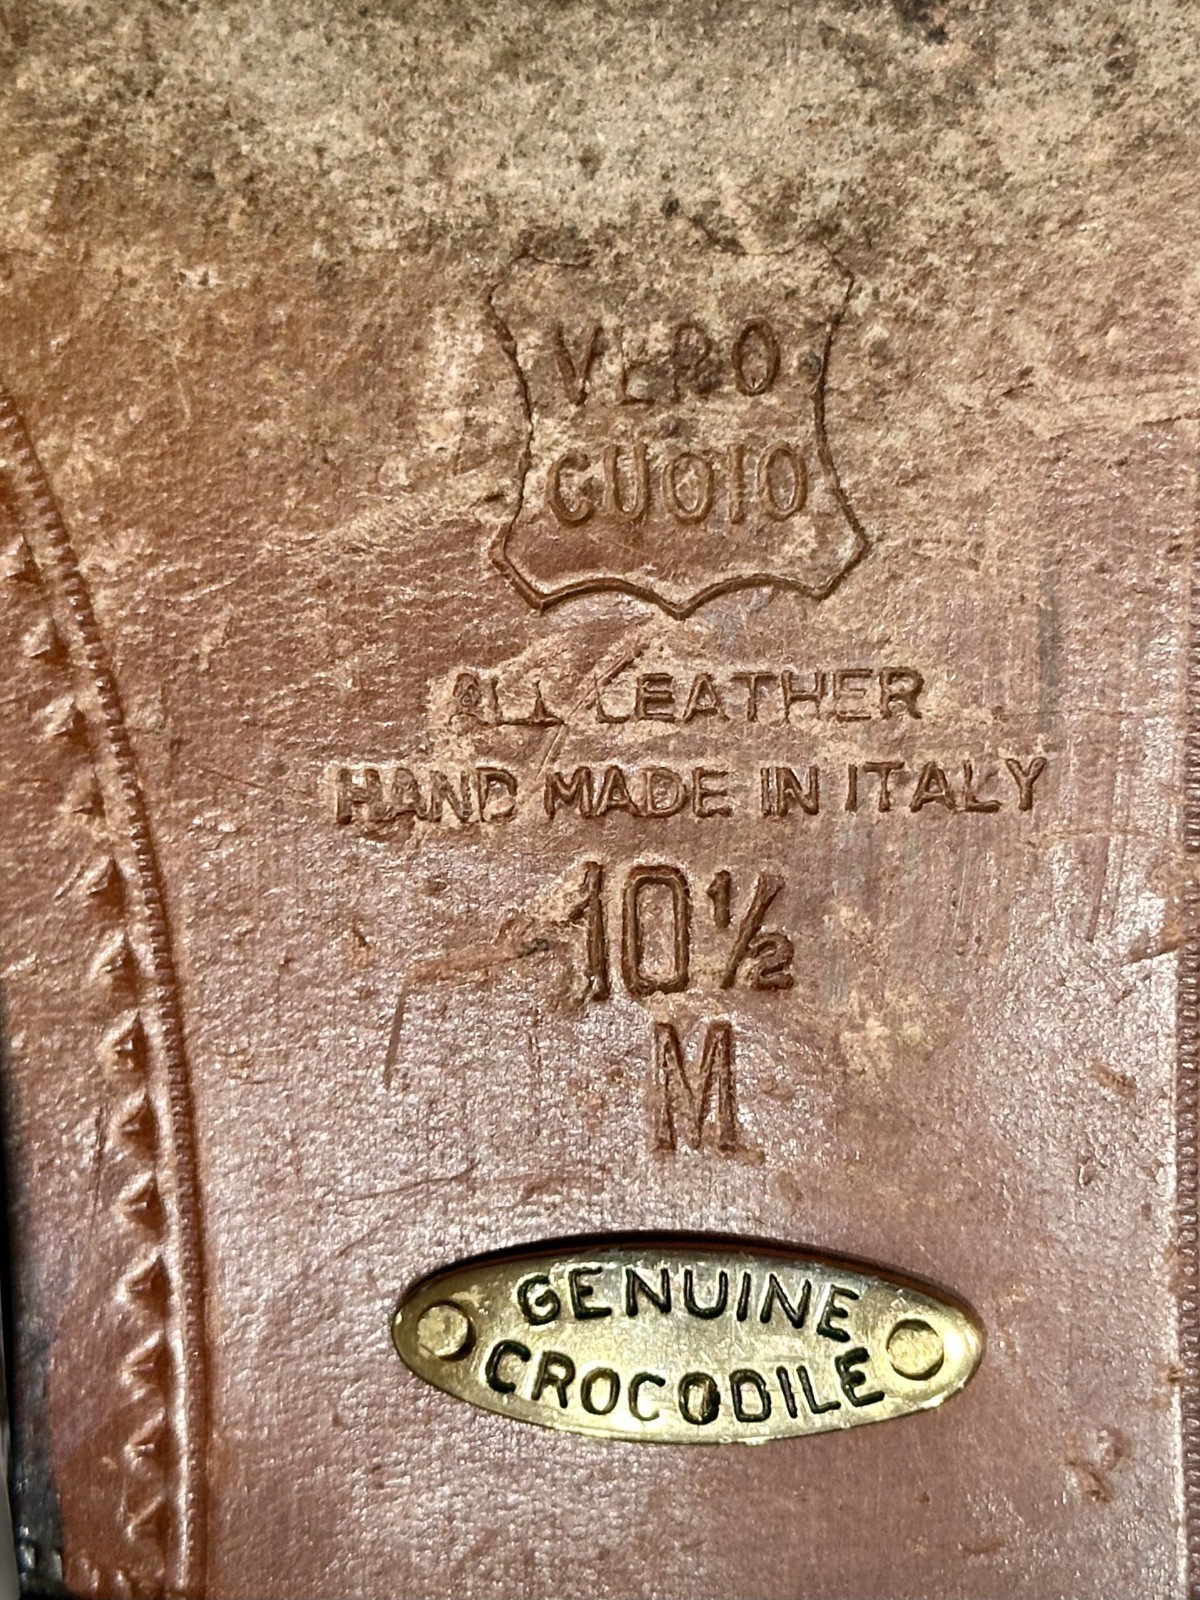 VERO
CUOIO
ALL LEATHER
HAND MADE IN ITALY
10½
M
GENUINE
CROCODILE